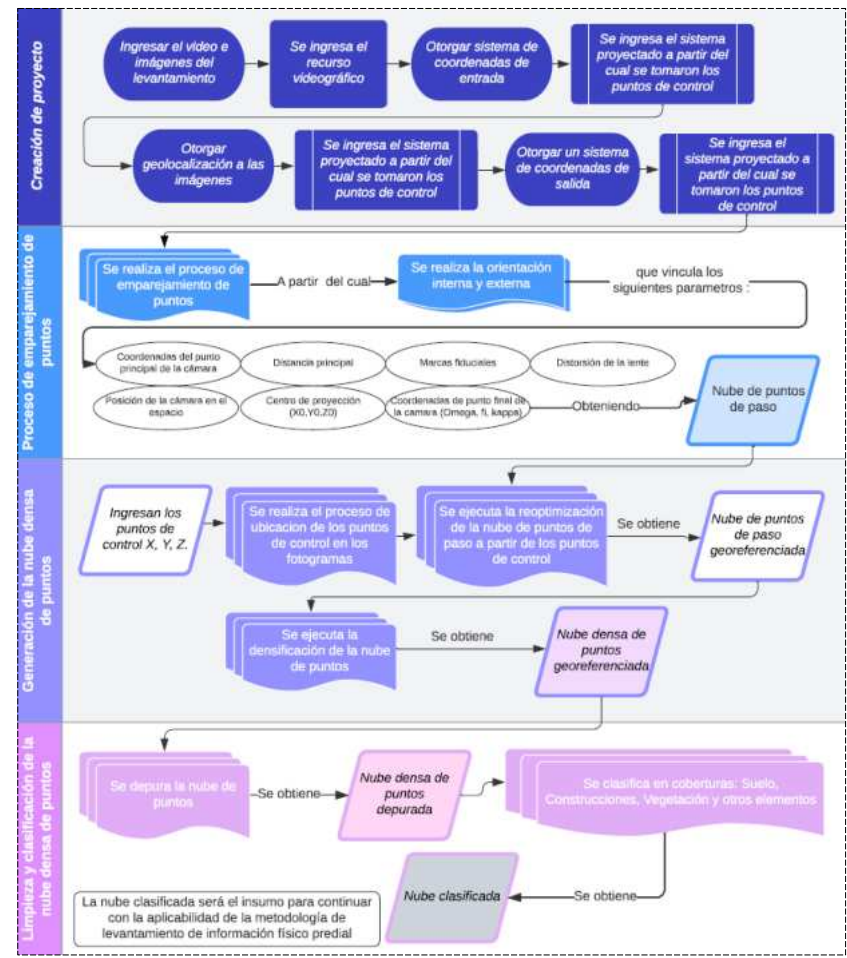 Creación de proyecto
Ingresar el video e
imágenes del
levantamiento
Se ingresa el
recurso
videográfico
Otorgar sistema de
coordenadas de
entrada
Se ingresa el sistema
proyectado a partir del
cual se tomaron los
puntos de control
Otorgar
geolocalización a las
imágenes
Se ingresa el sistema
proyectado a partir del
cual se tomaron los
puntos de control
Otorgar un sistema de
coordenadas de
salida
Se ingresa el
sistema proyectado a
partir del cual se
tomaron los puntos
de control
Proceso de emparejamiento de
puntos
Se realiza el proceso de
emparejamiento de
puntos
A partir del cual
Se realiza la orientación
interna y externa
que vincula los
siguientes parametros :
Coordenadas del punto
principal de la cámara
Distancia principal
Marcas fiduciales
Distorsión de la lente
Posición de la cámara en el
espacio
Centro de proyección
(X0,Y0,Z0)
Coordenadas de punto final de
la camara (Omega, fi, kappa)
Obteniendo
Nube de puntos
de paso
Generación de la nube densa
de puntos
Ingresan los
puntos de
control X, Y, Z.
Se realiza el proceso de
ubicacion de los puntos
de control en los
fotogramas
Se ejecuta la reoptimización
de la nube de puntos de
paso a partir de los puntos
de control
Se obtiene
Nube de puntos
de paso
georeferenciada
Se ejecuta la
densificación de la nube
de puntos
Se obtiene
Nube densa de
puntos
georeferenciada
Limpieza y clasificación de la
nube densa de puntos
Se depura la nube de
puntos
Se obtiene
Nube densa de
puntos
depurada
Se clasifica en coberturas: Suelo,
Construcciones, Vegetación y otros elementos
Se obtiene
Nube clasificada
La nube clasificada será el insumo para continuar
con la aplicabilidad de la metodología de
levantamiento de información físico predial